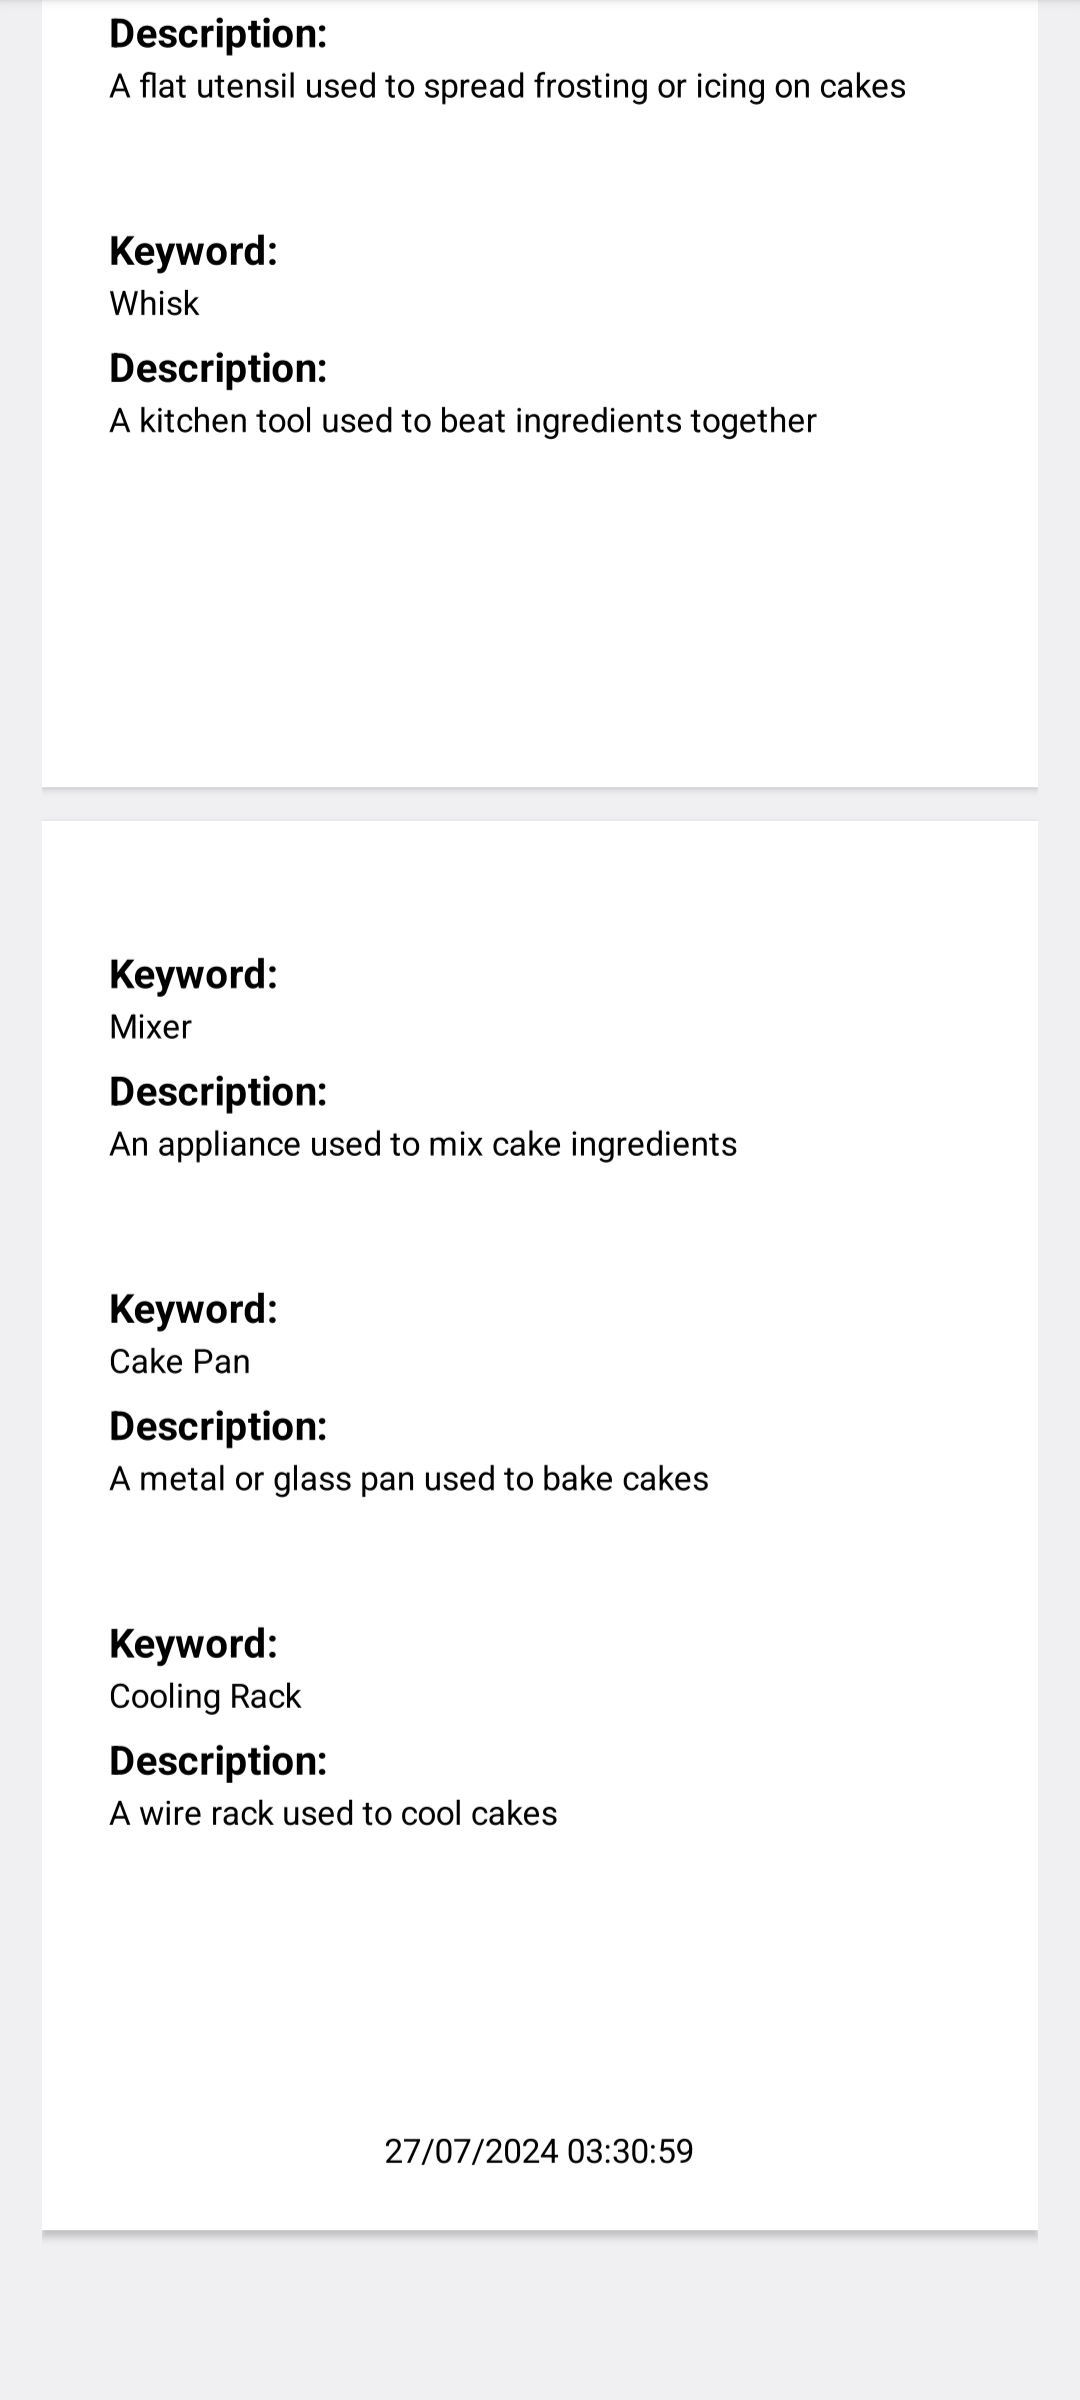 Description:
A flat utensil used to spread frosting or icing on cakes
Keyword:
Whisk
Description:
A kitchen tool used to beat ingredients together
Keyword:
Mixer
Description:
An appliance used to mix cake ingredients
Keyword:
Cake Pan
Description:
A metal or glass pan used to bake cakes
Keyword:
Cooling Rack
Description:
A wire rack used to cool cakes
27/07/2024 03:30:59